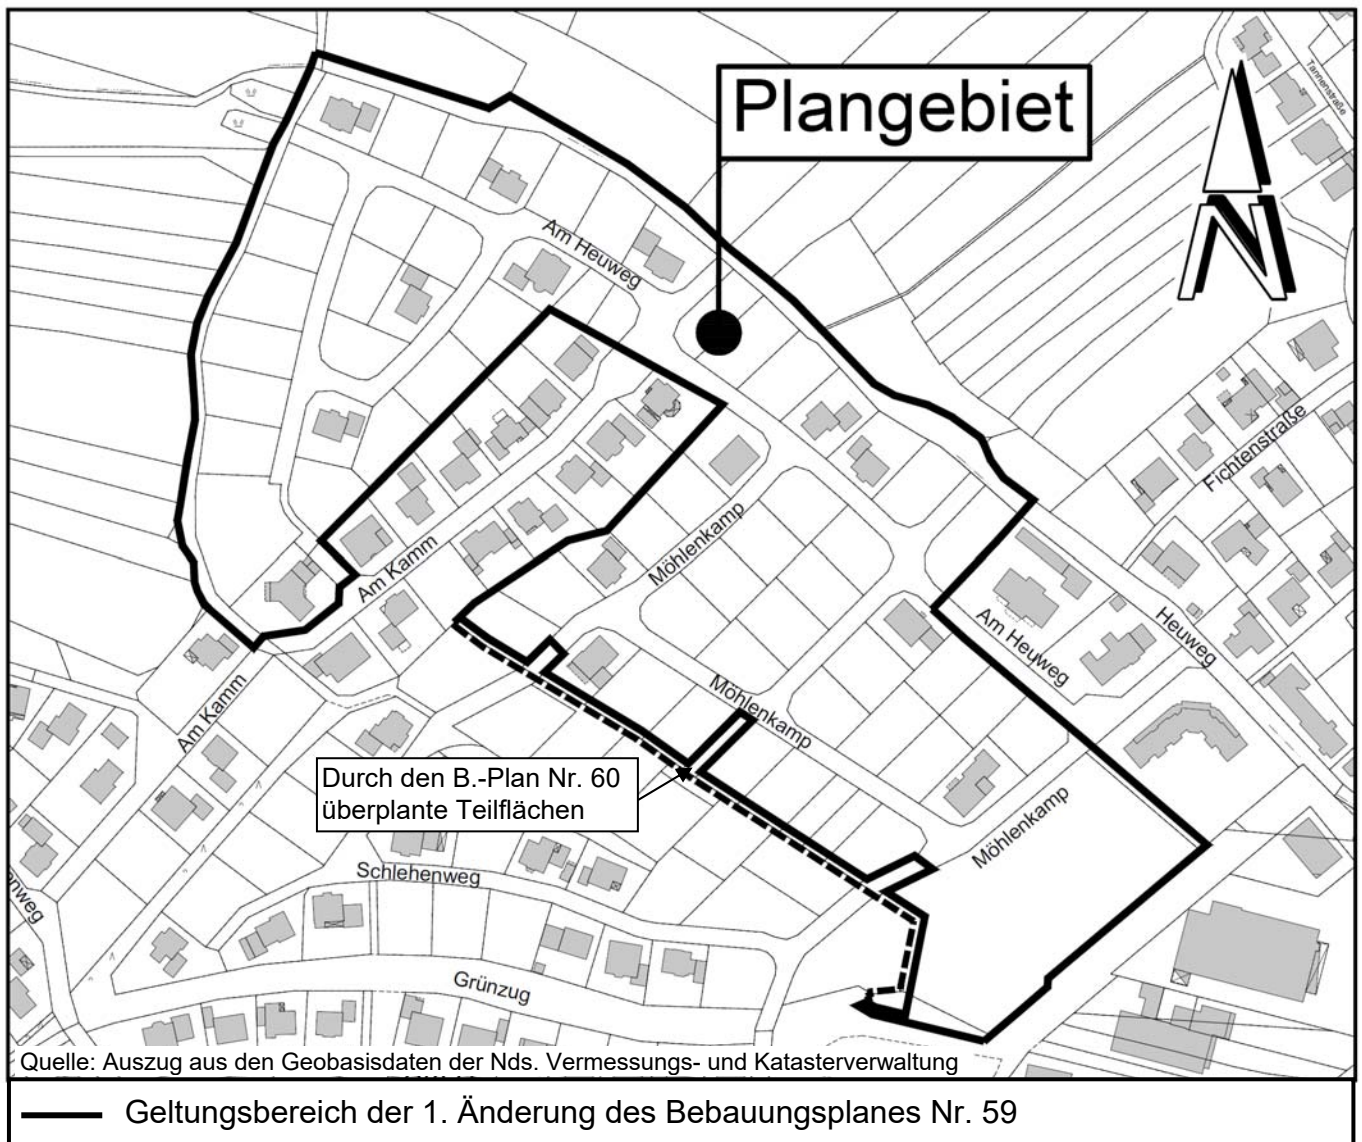 Plangebiet
Tannenstraße
N
Am Heuweg
Fichtenstraße
Möhlenkamp
Am Kamm
Am Heuweg
Heuweg
Möhlenkamp
Am Kamm
Durch den B.-Plan Nr. 60
überplante Teilflächen
Möhlenkamp
Schlehenweg
Grünzug
Quelle: Auszug aus den Geobasisdaten der Nds. Vermessungs- und Katasterverwaltung
Geltungsbereich der 1. Änderung des Bebauungsplanes Nr. 59